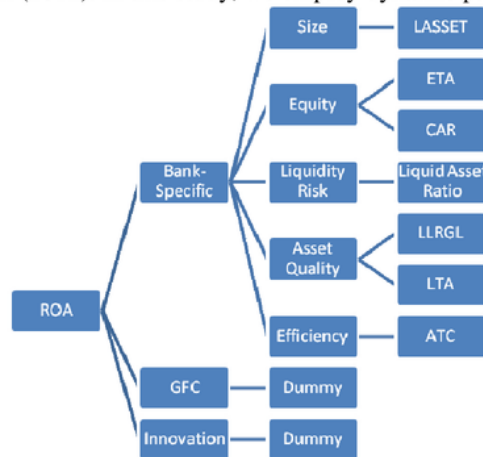 Size
LASSET
ETA
Equity
CAR
Bank-
Specific
Liquidity
Risk
Liquid Asset
Ratio
LLRGL
Asset
Quality
LTA
ROA
Efficiency
ATC
GFC
Dummy
Innovation
Dummy